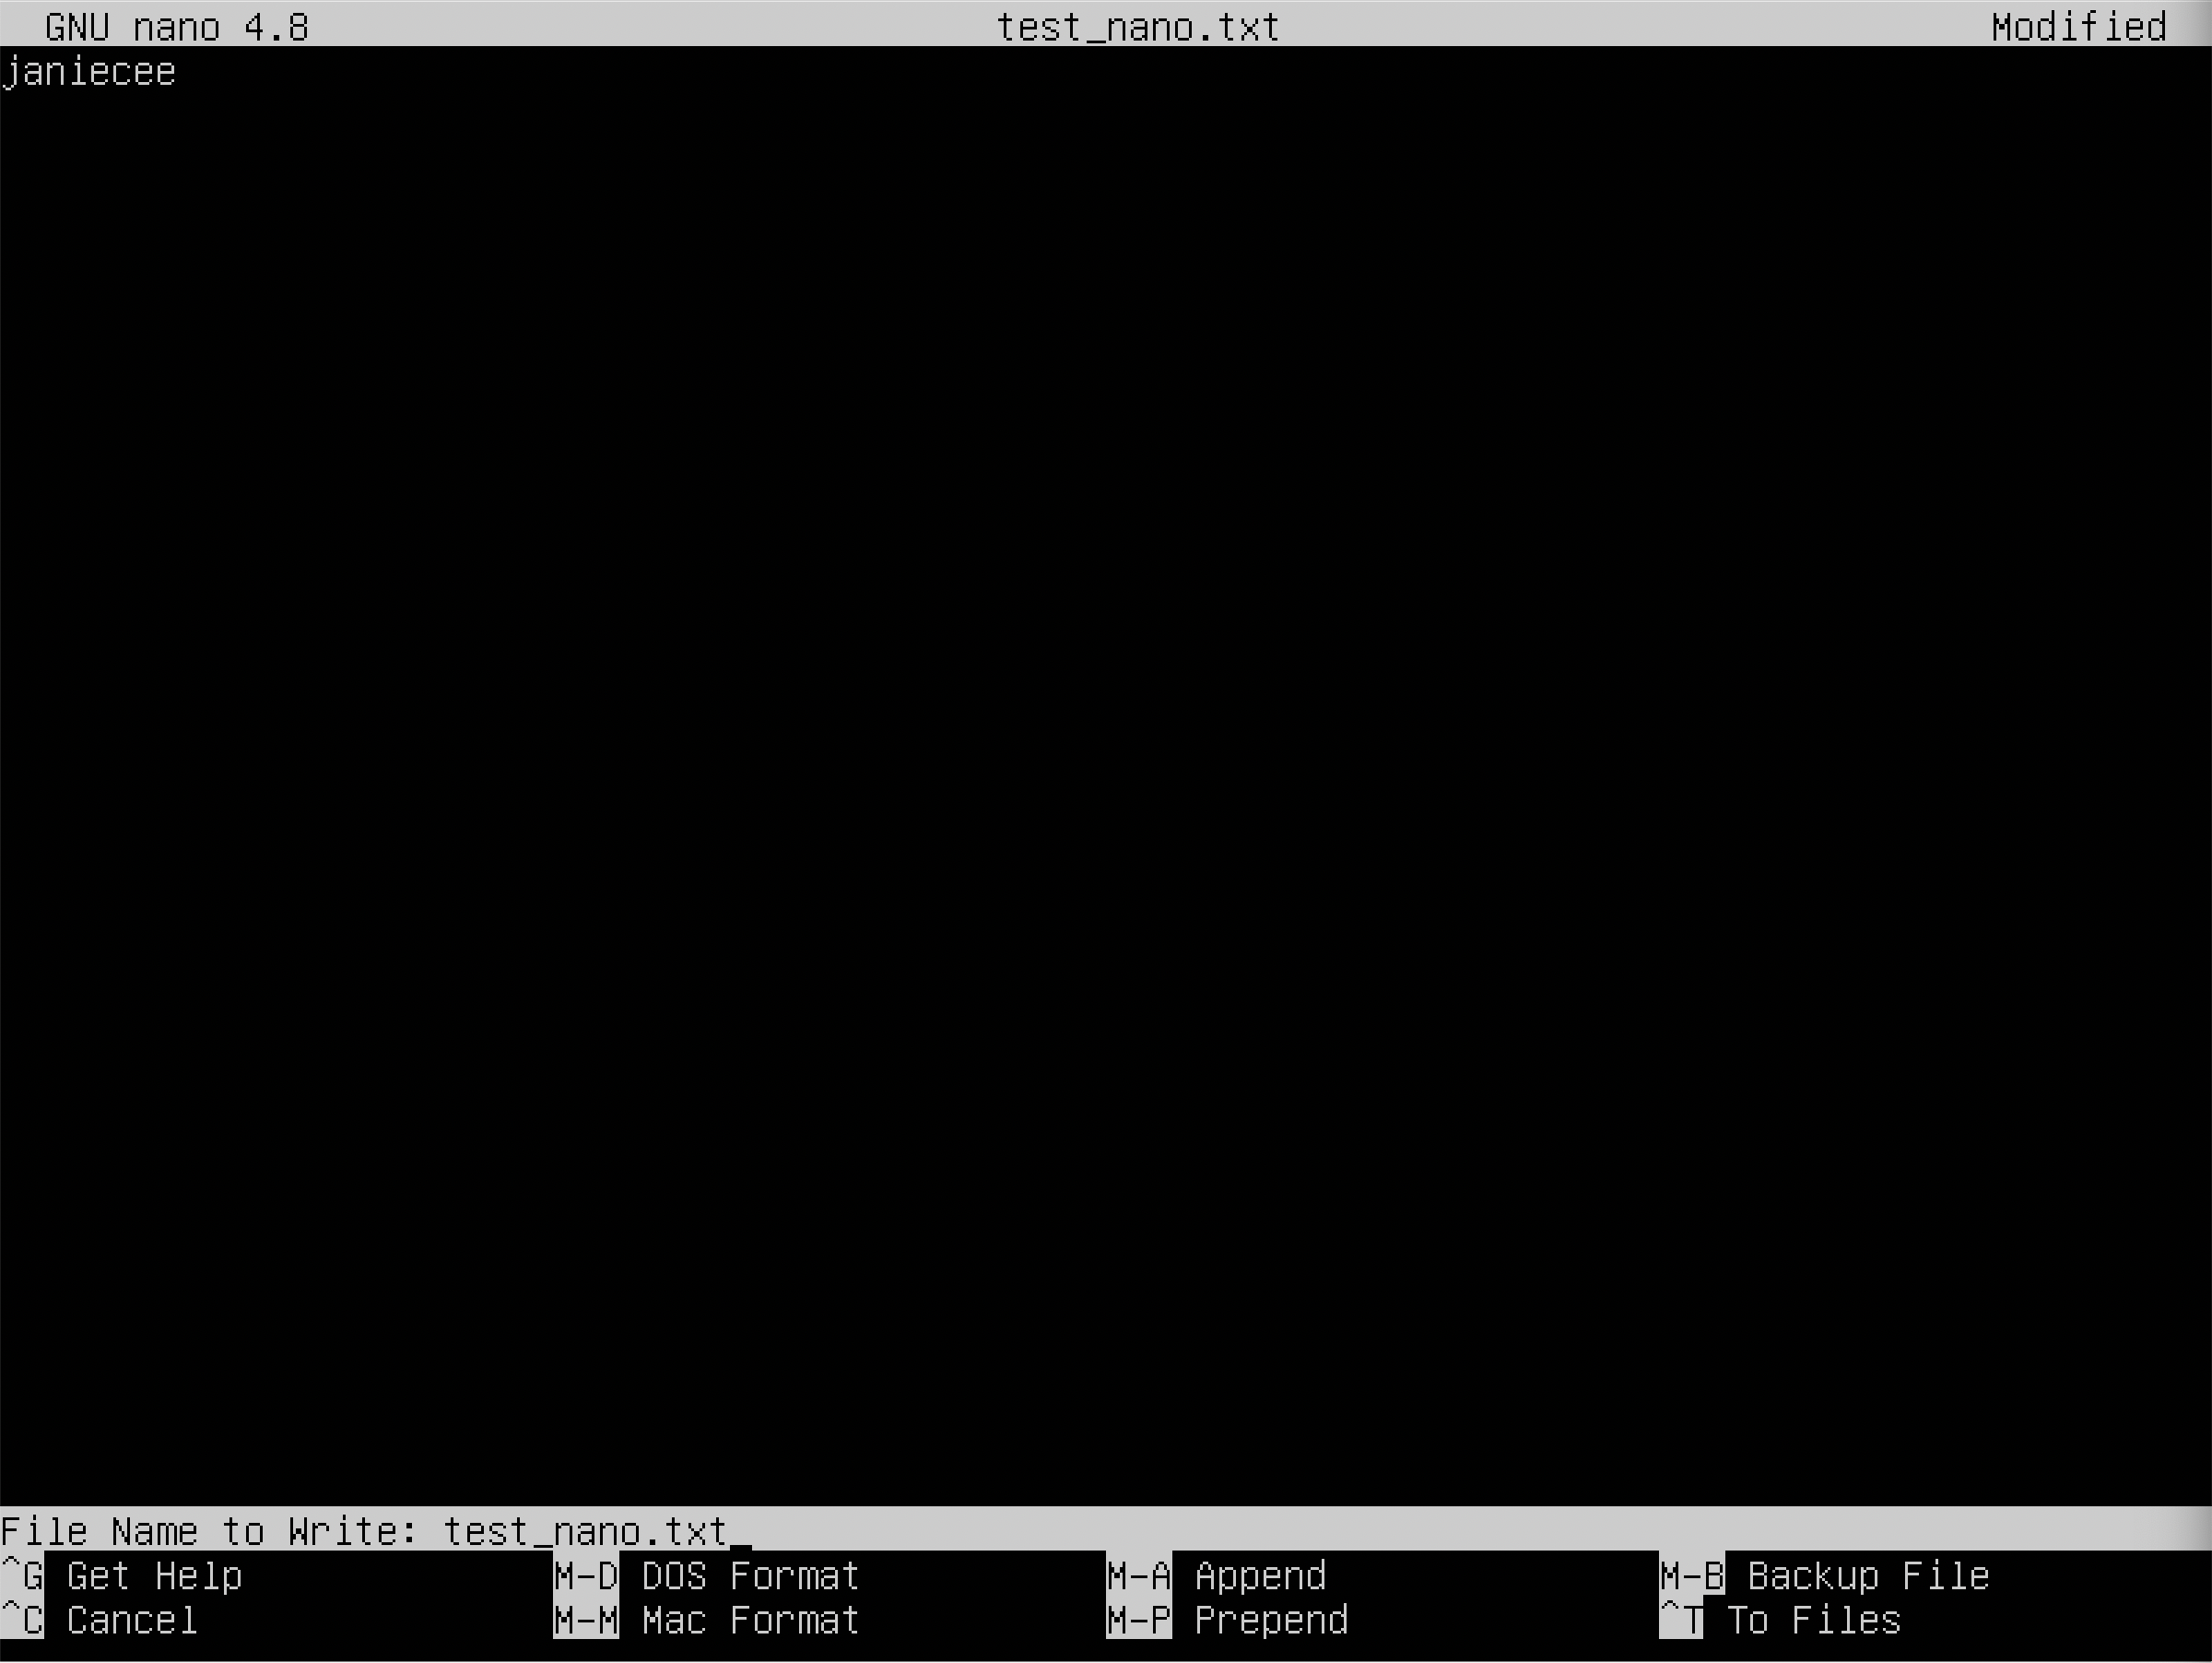 GNU nano 4.8 test_nano.txt Modified
janiecee
File Name to Write: test_nano.txt
^G Get Help M-D DOS Format M-A Append M-B Backup File
^C Cancel M-M Mac Format M-P Prepend ^T To Files